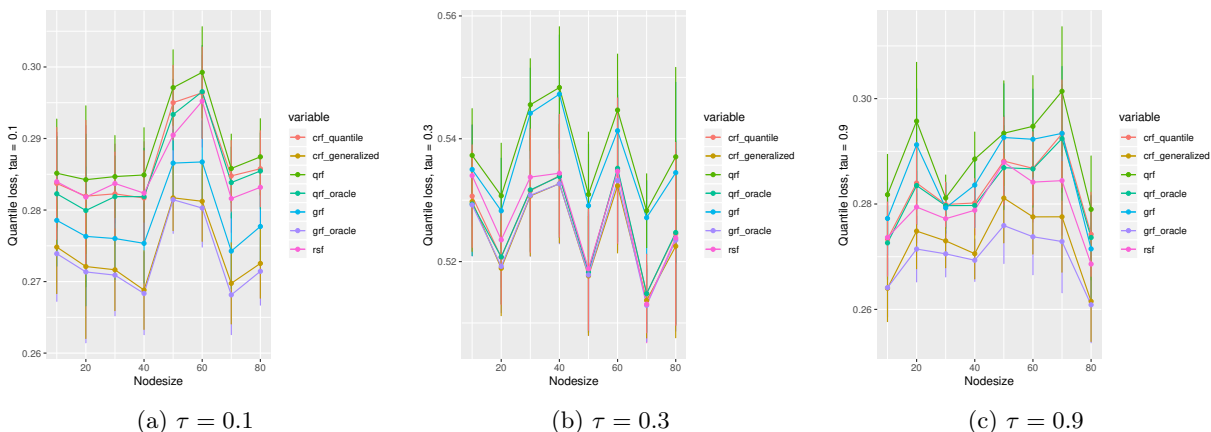 Quantile loss, tau = 0.1
0.30
0.29
0.28
0.27
0.26
20
40
60
80
Nodesize
variable
crf_quantile
crf_generalized
qrf
qrf_oracle
grf
grf_oracle
rsf
(a) τ = 0.1
Quantile loss, tau = 0.3
0.56
0.54
0.52
20
40
60
80
Nodesize
variable
crf_quantile
crf_generalized
qrf
qrf_oracle
grf
grf_oracle
rsf
(b) τ = 0.3
Quantile loss, tau = 0.9
0.30
0.28
0.26
20
40
60
80
Nodesize
variable
crf_quantile
crf_generalized
qrf
qrf_oracle
grf
grf_oracle
rsf
(c) τ = 0.9